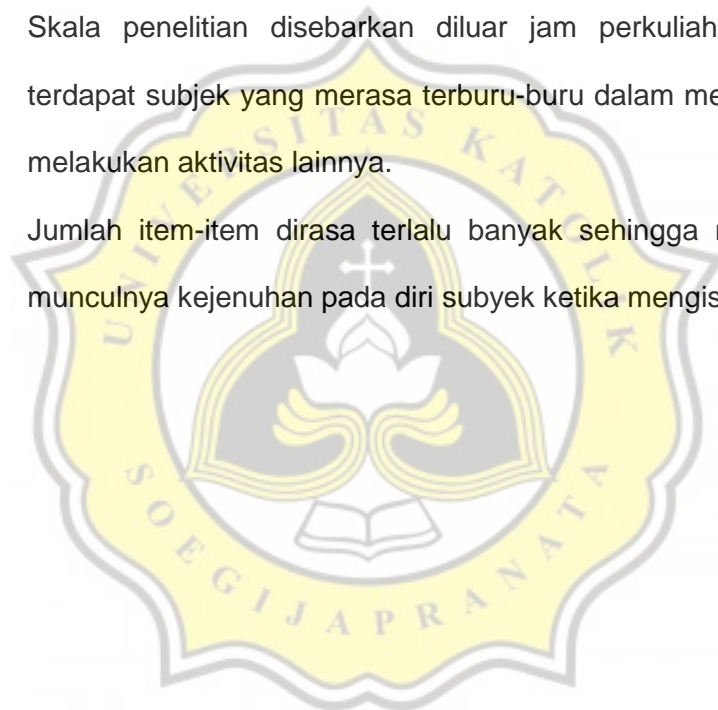 Skala penelitian disebarkan diluar jam perkuliah
terdapat subjek yang merasa terburu-buru dalam me
melakukan aktivitas lainnya.
Jumlah item-item dirasa terlalu banyak sehingga
munculnya kejenuhan pada diri subyek ketika mengis
UNIVERSITAS KATOLIK
SOEGIJAPRANATA